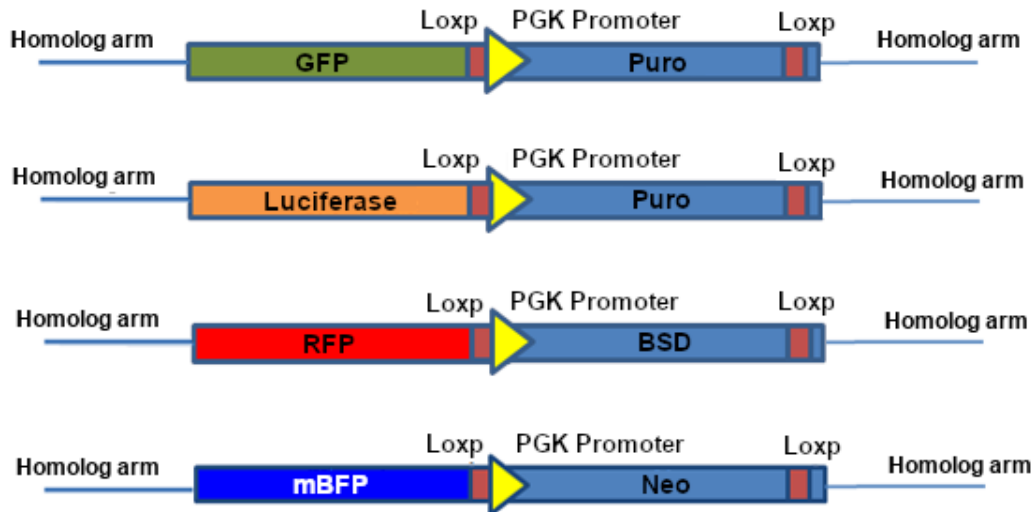 Loxp PGK Promoter Loxp
Homolog arm GFP Puro Homolog arm
Loxp PGK Promoter Loxp
Homolog arm Luciferase Puro Homolog arm
Loxp PGK Promoter Loxp
Homolog arm RFP BSD Homolog arm
Loxp PGK Promoter Loxp
Homolog arm mBFP Neo Homolog arm